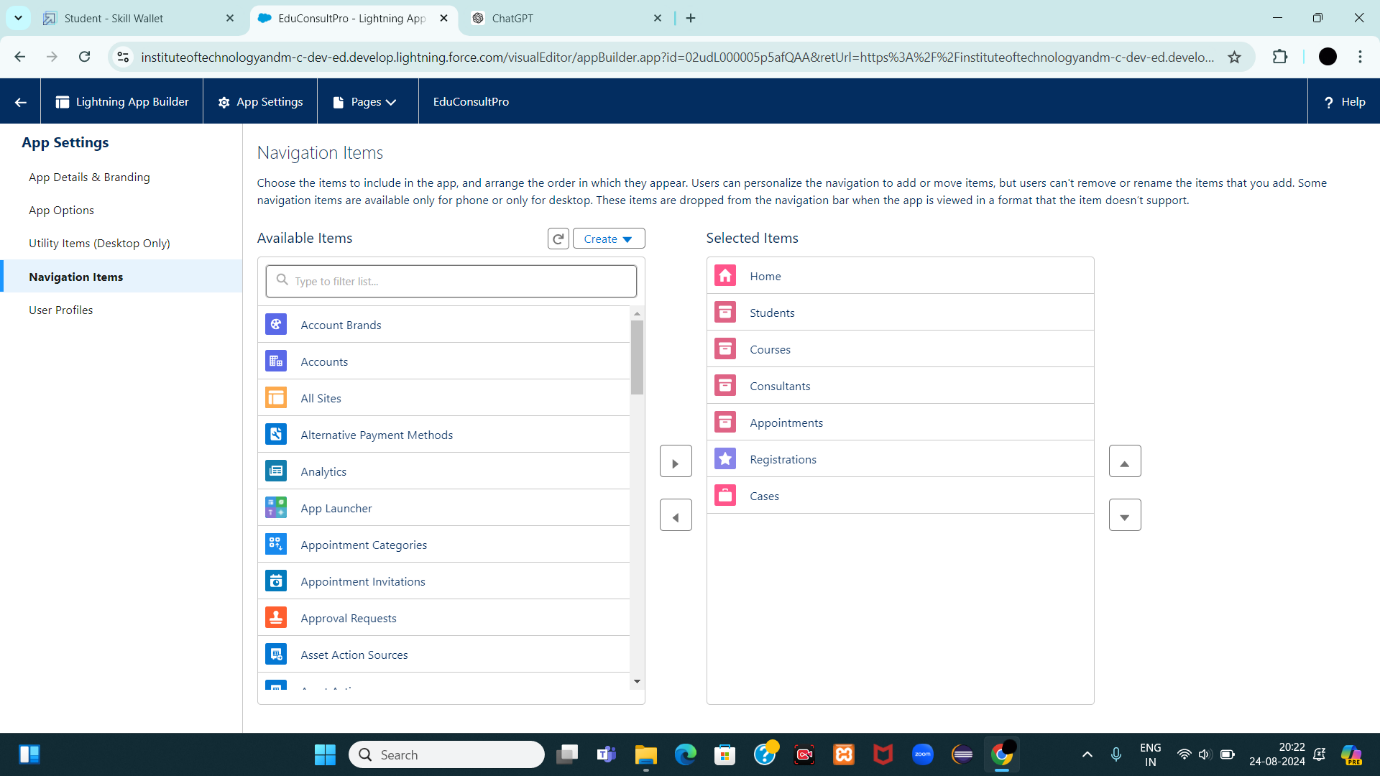 Student - Skill Wallet
EduConsultPro - Lightning App
ChatGPT
instituteoftechnologyandm-c-dev-ed.develop.lightning.force.com/visualEditor/appBuilder.app?id=02udL000005p5afQAA&retUrl=https%3A%2F%2Finstituteoftechnologyandm-c-dev-ed.develo...
Lightning App Builder
App Settings
Pages
EduConsultPro
? Help
App Settings
App Details & Branding
App Options
Utility Items (Desktop Only)
Navigation Items
User Profiles
Navigation Items
Choose the items to include in the app, and arrange the order in which they appear. Users can personalize the navigation to add or move items, but users can't remove or rename the items that you add. Some
navigation items are available only for phone or only for desktop. These items are dropped from the navigation bar when the app is viewed in a format that the item doesn't support.
Available Items
Create
Type to filter list...
Account Brands
Accounts
All Sites
Alternative Payment Methods
Analytics
App Launcher
Appointment Categories
Appointment Invitations
Approval Requests
Asset Action Sources
Selected Items
Home
Students
Courses
Consultants
Appointments
Registrations
Cases
Search
zoom
ENG
IN
20:22
24-08-2024
PRE